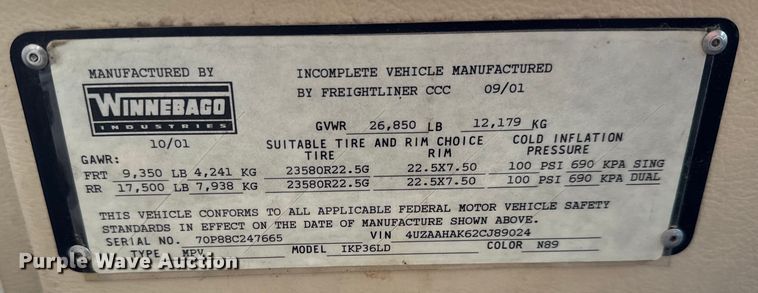 MANUFACTURED BY
WINNEBAGO
INDUSTRIES
10/01
INCOMPLETE VEHICLE MANUFACTURED
BY FREIGHTLINER CCC 09/01
GVWR 26,850 LB 12,179 KG
SUITABLE TIRE AND RIM CHOICE COLD INFLATION
GAWR: TIRE RIM PRESSURE
FRT 9,350 LB 4,241 KG 23580R22.5G 22.5X7.50 100 PSI 690 KPA SING
RR 17,500 LB 7,938 KG 23580R22.5G 22.5X7.50 100 PSI 690 KPA DUAL
THIS VEHICLE CONFORMS TO ALL APPLICABLE FEDERAL MOTOR VEHICLE SAFETY
STANDARDS IN EFFECT ON THE DATE OF MANUFACTURE SHOWN ABOVE.
SERIAL NO. 70P88C247665 VIN 4UZAAHAK62CJ89024
TYPE MPV MODEL IKP36LD COLOR N89
Purple Wave Auction